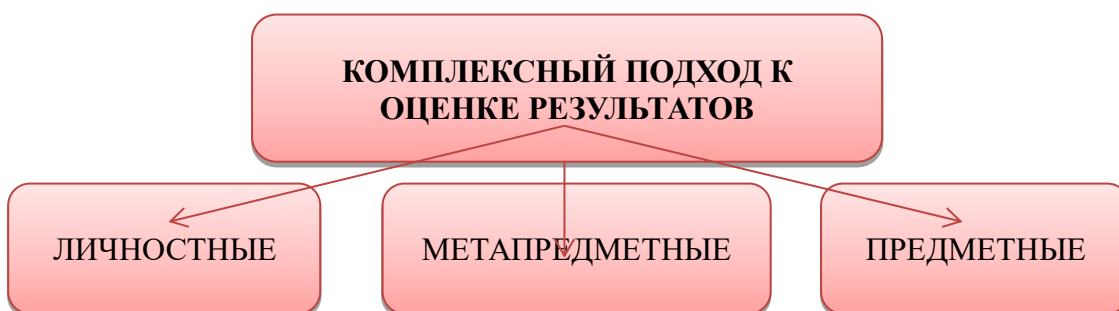 КОМПЛЕКСНЫЙ ПОДХОД К
ОЦЕНКЕ РЕЗУЛЬТАТОВ
ЛИЧНОСТНЫЕ
МЕТАПРЕДМЕТНЫЕ
ПРЕДМЕТНЫЕ